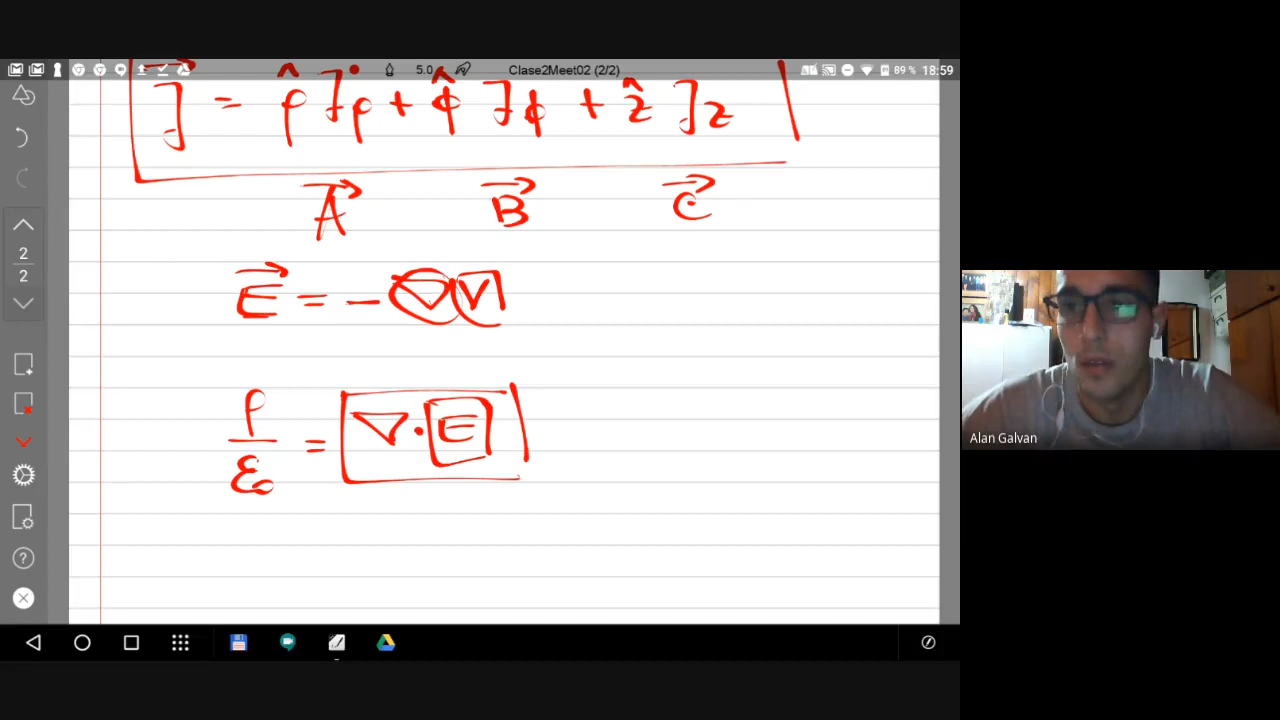 5.0 Clase2Meet02 (2/2) 89 % 18:59
J⃗ = ρ̂ Jρ + φ̂ Jφ + ẑ Jz
A⃗ B⃗ C⃗
2
2
E⃗ = - ∇ V
ρ/ε₀ = ∇ · E
Alan Galvan